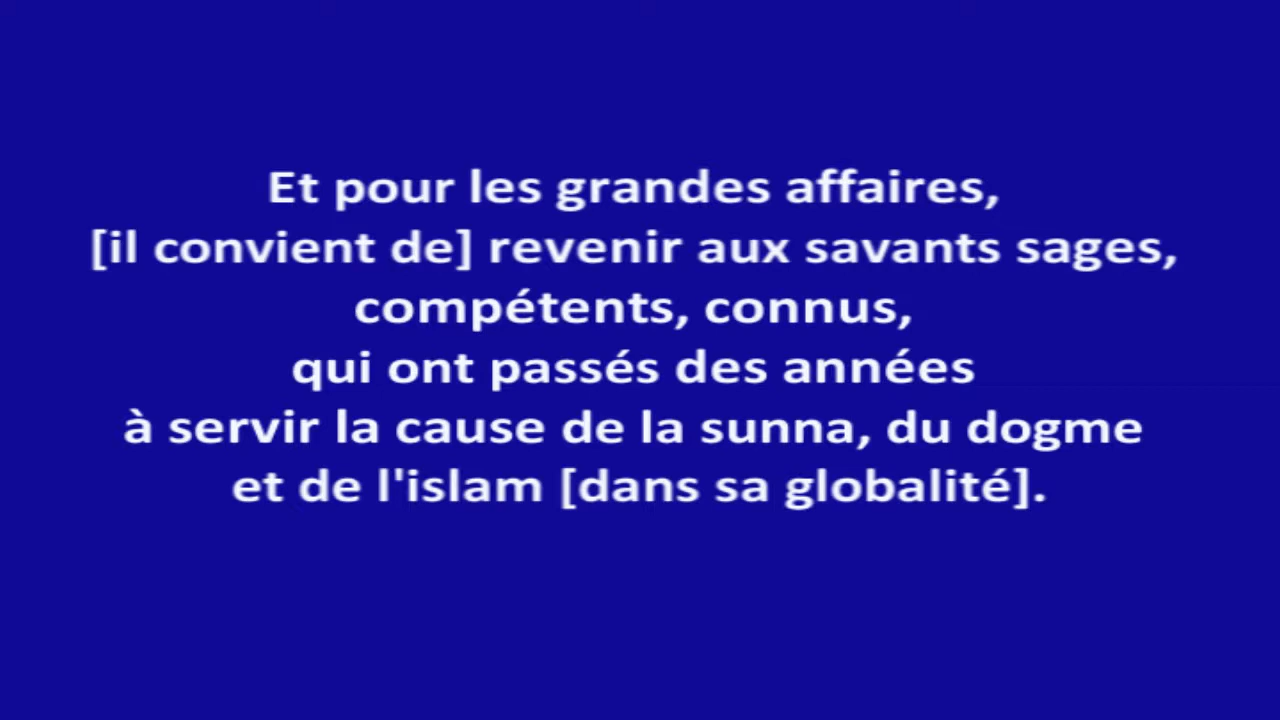 Et pour les grandes affaires,
[il convient de] revenir aux savants sages,
compétents, connus,
qui ont passés des années
à servir la cause de la sunna, du dogme
et de l'islam [dans sa globalité].